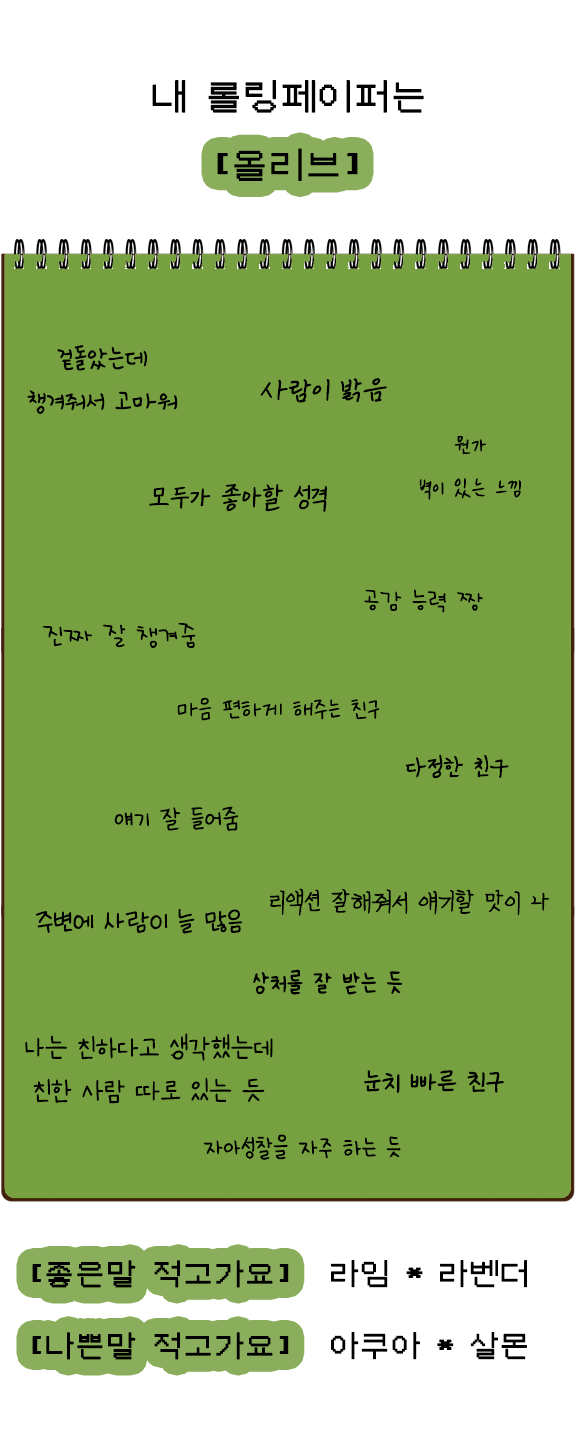 내 롤링페이퍼는
[올리브]
겉돌았는데
챙겨줘서 고마워
사람이 밝음
뭔가
벽이 있는 느낌
모두가 좋아할 성격
공감 능력 짱
진짜 잘 챙겨줌
마음 편하게 해주는 친구
다정한 친구
얘기 잘 들어줌
리액션 잘해줘서 얘기할 맛이 나
주변에 사람이 늘 많음
상처를 잘 받는 듯
나는 친하다고 생각했는데
친한 사람 따로 있는 듯
눈치 빠른 친구
자아성찰을 자주 하는 듯
[좋은말 적고가요] 라임 * 라벤더
[나쁜말 적고가요] 아쿠아 * 살몬